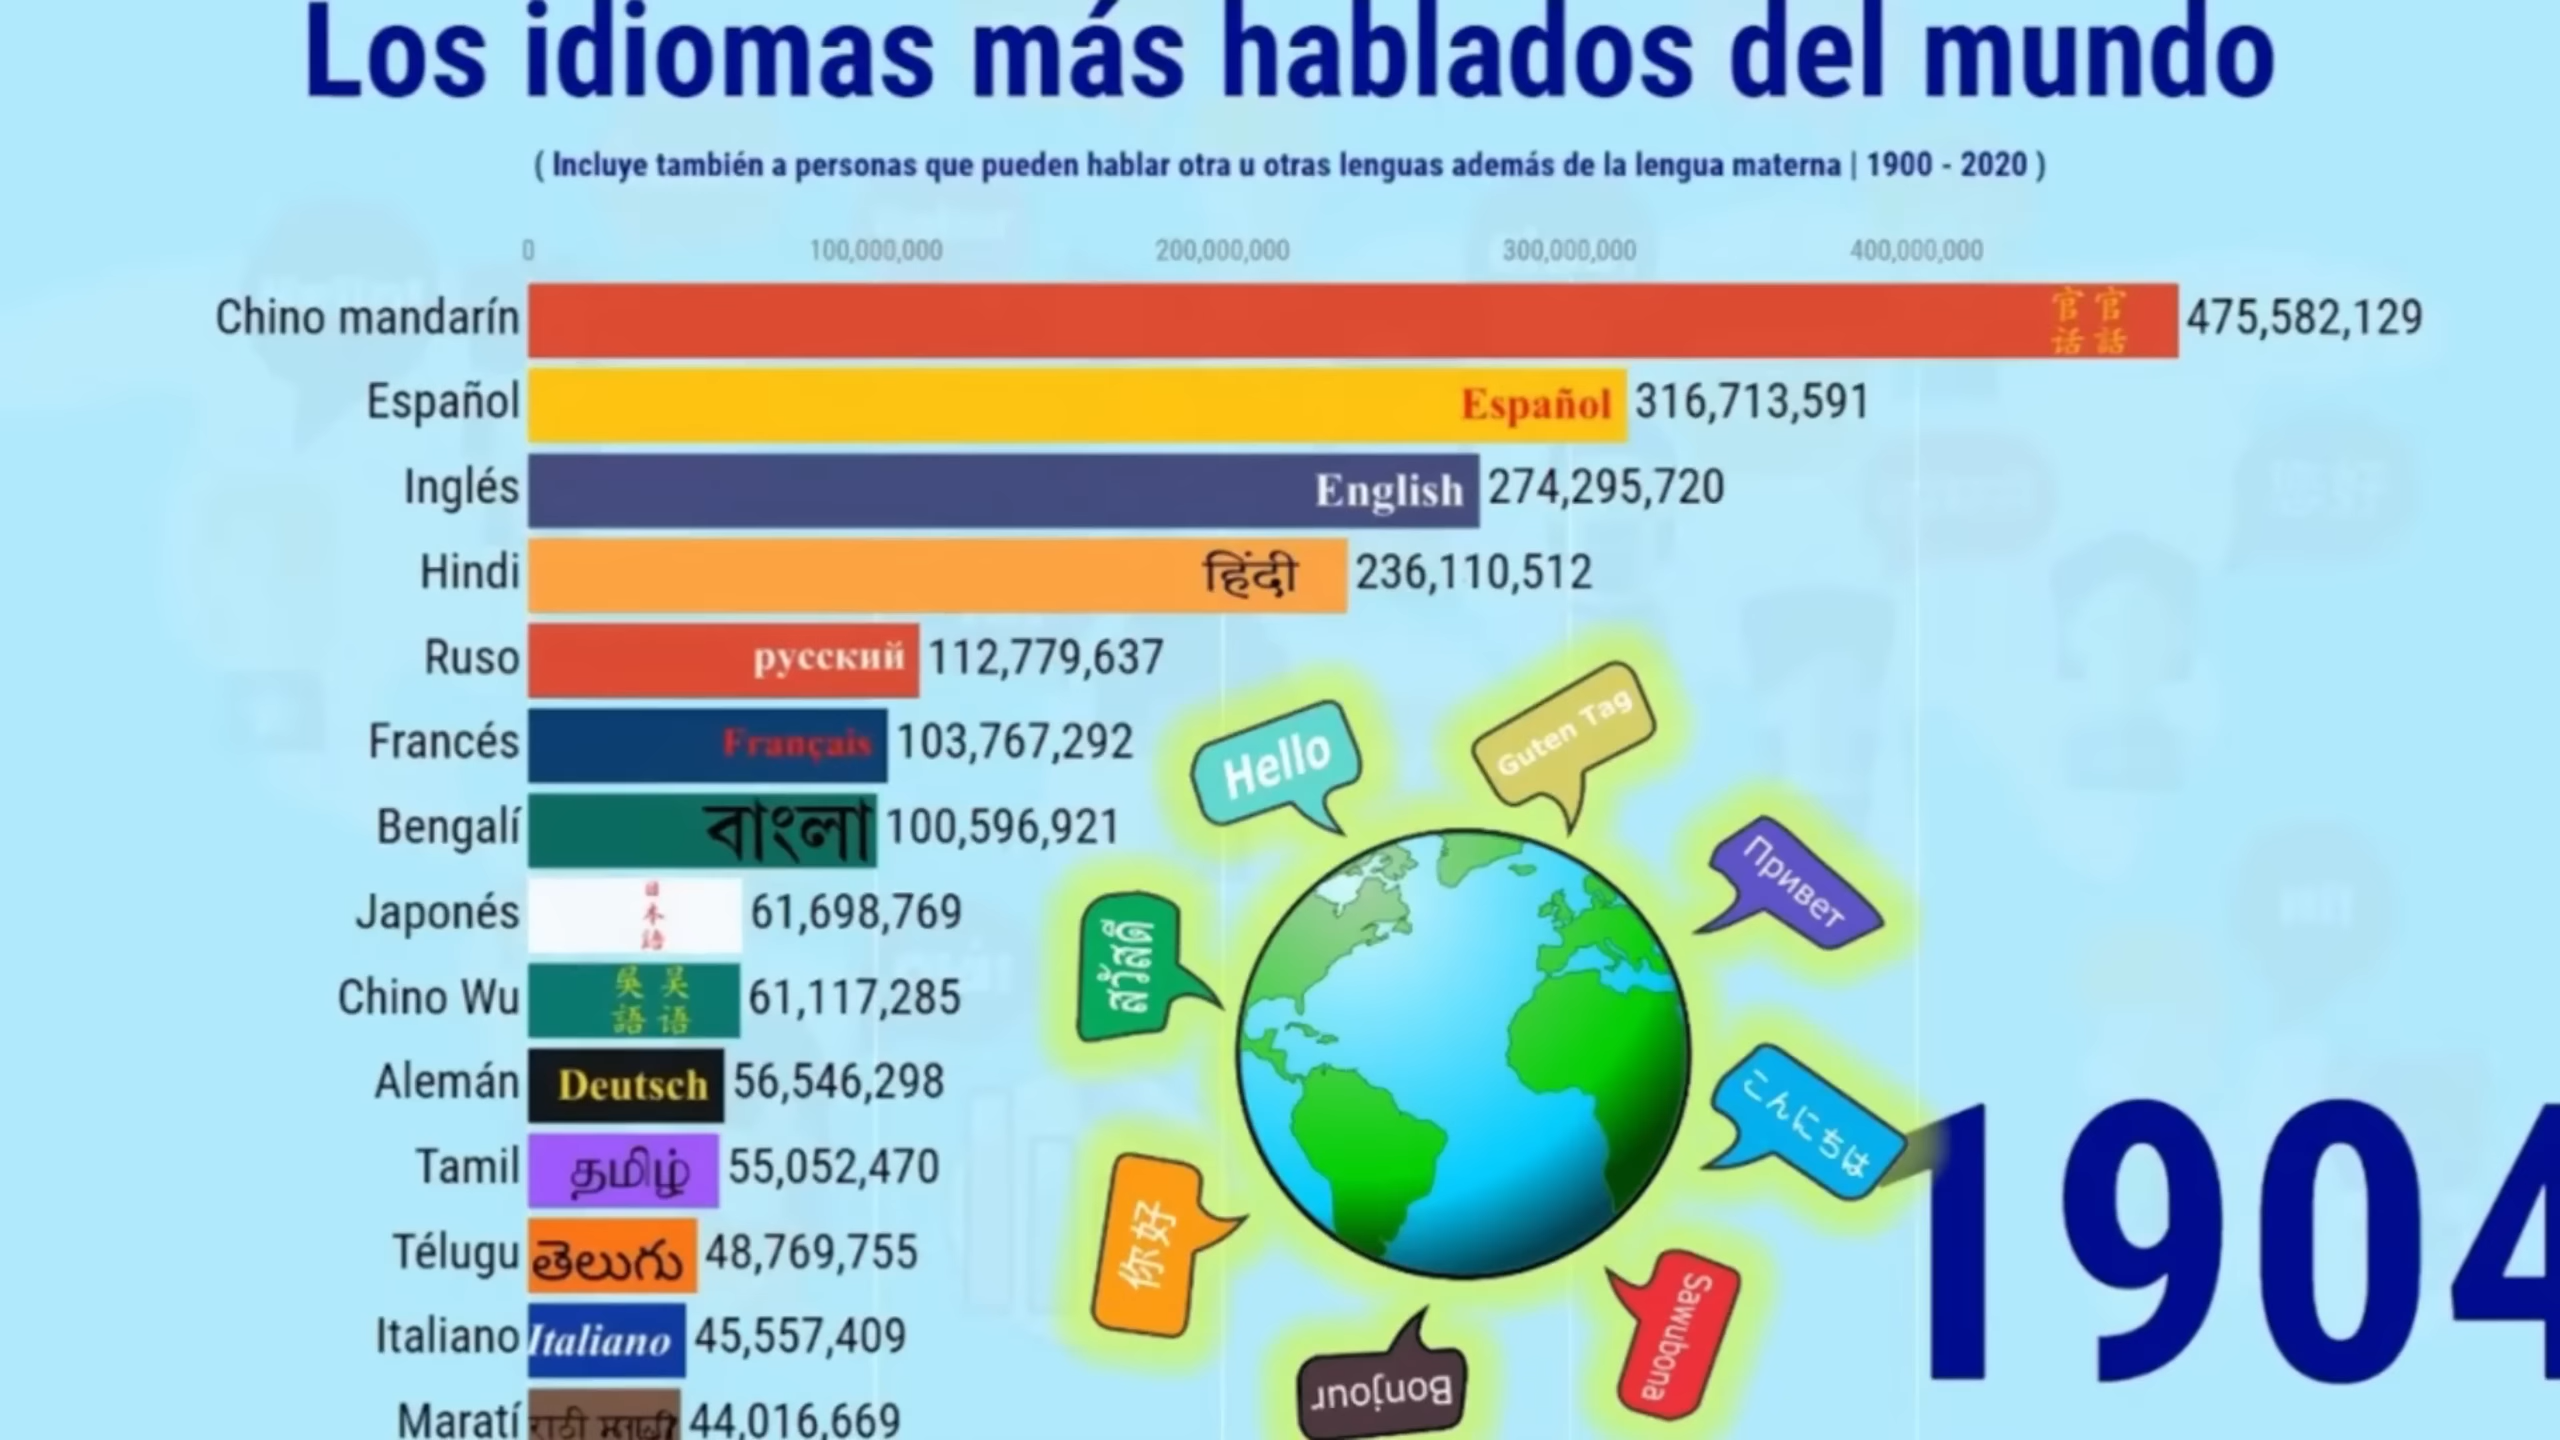 Los idiomas más hablados del mundo
( Incluye también a personas que pueden hablar otra u otras lenguas además de la lengua materna | 1900 - 2020 )
0 100,000,000 200,000,000 300,000,000 400,000,000
Chino mandarín 官话 官話 475,582,129
Español Español 316,713,591
Inglés English 274,295,720
Hindi हिंदी 236,110,512
Ruso русский 112,779,637
Francés Français 103,767,292
Bengalí বাংলা 100,596,921
Japonés 日本語 61,698,769
Chino Wu 吳語 吴语 61,117,285
Alemán Deutsch 56,546,298
Tamil தமிழ் 55,052,470
Télugu తెలుగు 48,769,755
Italiano Italiano 45,557,409
Maratí 44,016,669
Hello
Guten Tag
Привет
สวัสดี
こんにちは
你好
Sawubona
Bonjour
1904